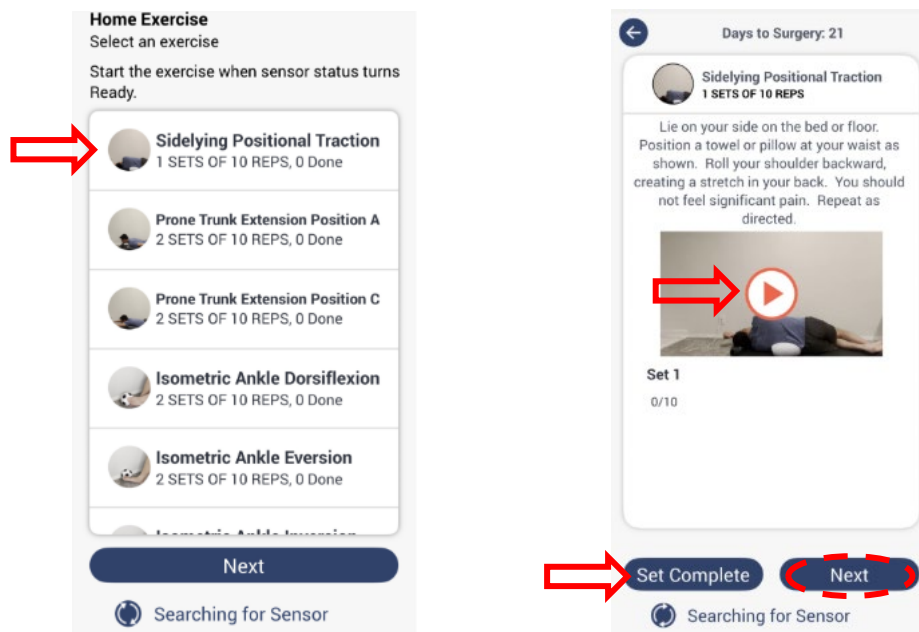 Home Exercise
Select an exercise
Start the exercise when sensor status turns
Ready.
Sidelying Positional Traction
1 SETS OF 10 REPS, 0 Done
Prone Trunk Extension Position A
2 SETS OF 10 REPS, 0 Done
Prone Trunk Extension Position C
2 SETS OF 10 REPS, 0 Done
Isometric Ankle Dorsiflexion
2 SETS OF 10 REPS, 0 Done
Isometric Ankle Eversion
2 SETS OF 10 REPS, 0 Done
Isometric Ankle Inversion
Next
Searching for Sensor
Days to Surgery: 21
Sidelying Positional Traction
1 SETS OF 10 REPS
Lie on your side on the bed or floor.
Position a towel or pillow at your waist as
shown. Roll your shoulder backward,
creating a stretch in your back. You should
not feel significant pain. Repeat as
directed.
Set 1
0/10
Set Complete
Next
Searching for Sensor